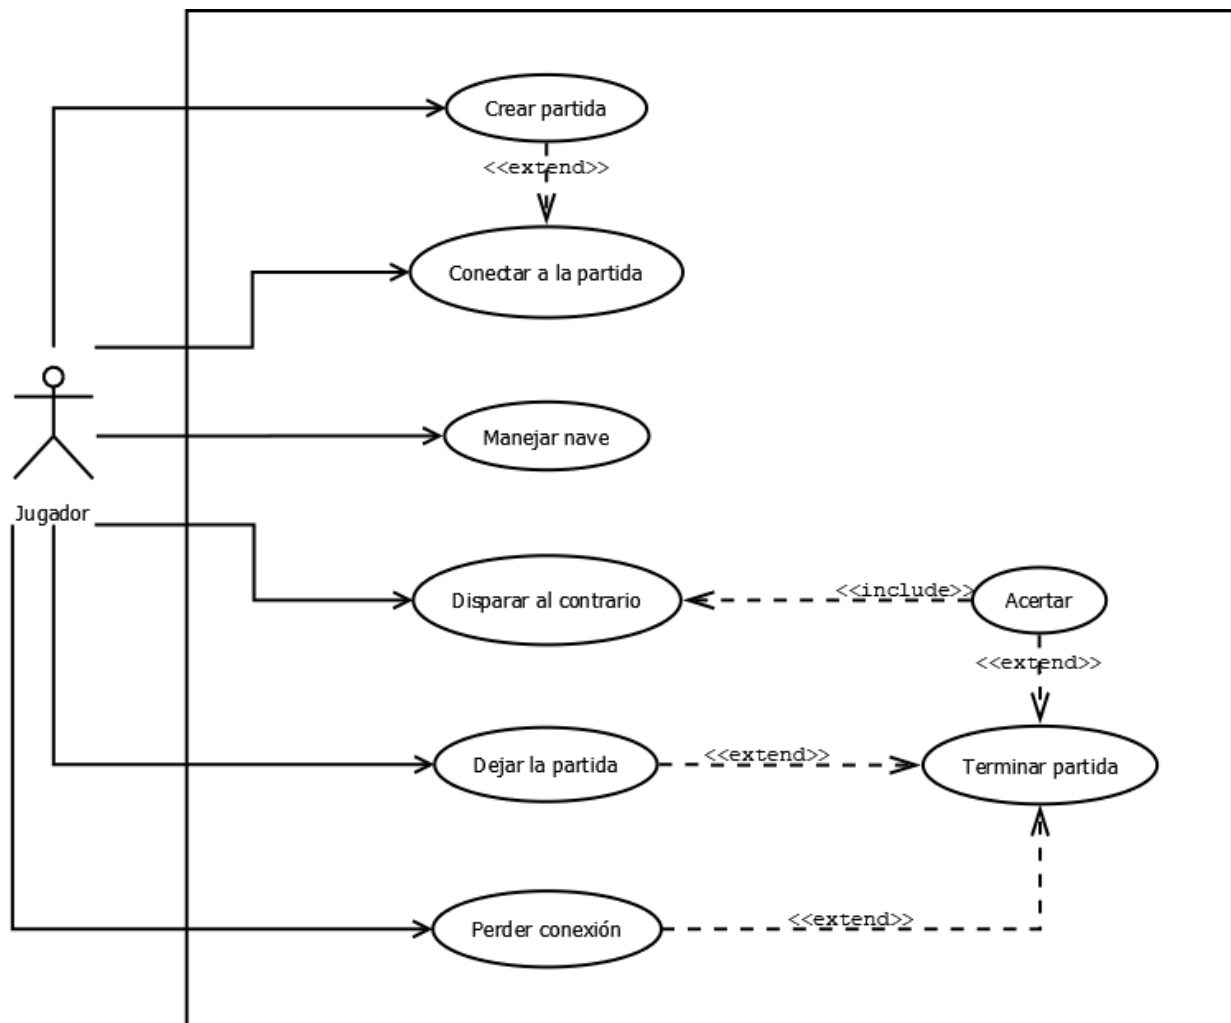 Crear partida
<<extend>>
Conectar a la partida
Manejar nave
Jugador
Disparar al contrario
<<include>>
Acertar
<<extend>>
Dejar la partida
<<extend>>
Terminar partida
Perder conexión
<<extend>>